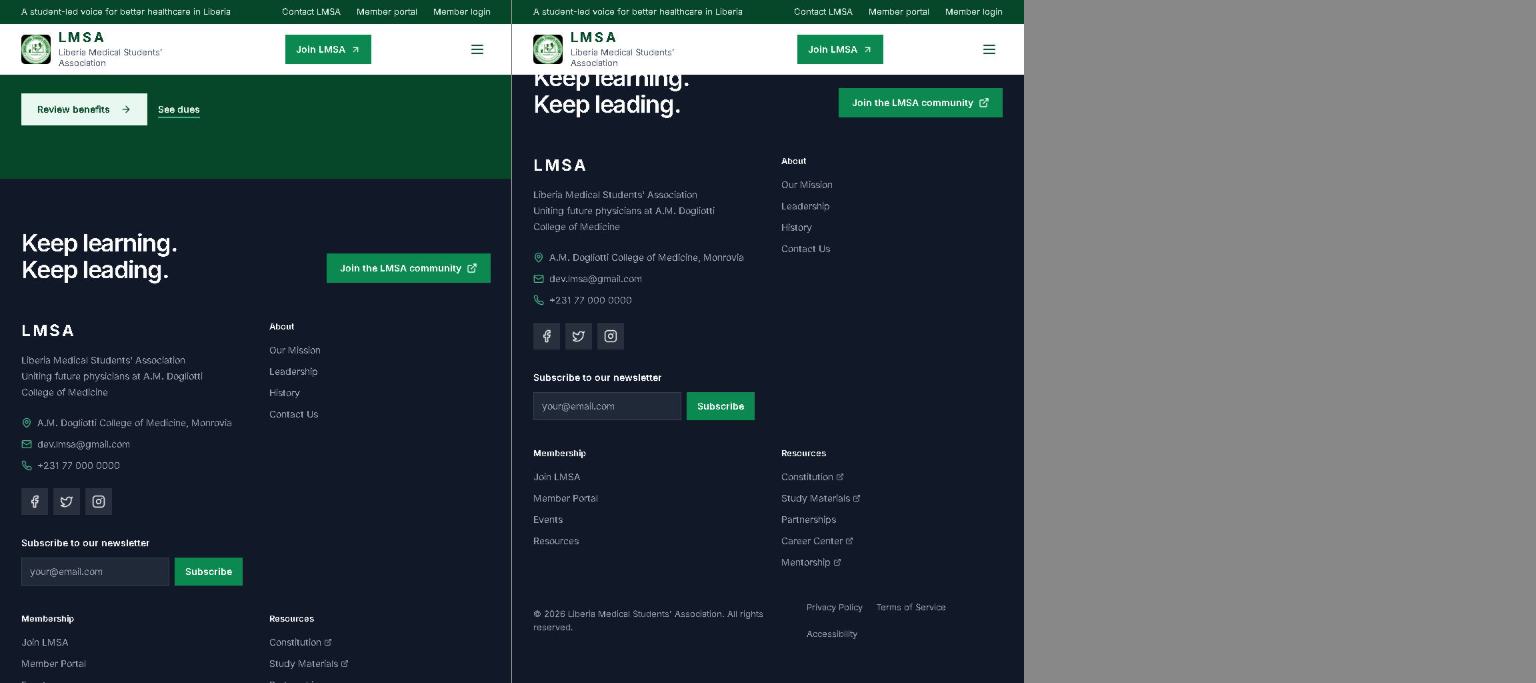 A student-led voice for better healthcare in Liberia
Contact LMSA
Member portal
Member login
LMSA
Liberia Medical Students'
Association
Join LMSA
Review benefits
See dues
Keep learning.
Keep leading.
Join the LMSA community
LMSA
Liberia Medical Students' Association
Uniting future physicians at A.M. Dogliotti
College of Medicine
A.M. Dogliotti College of Medicine, Monrovia
dev.lmsa@gmail.com
+231 77 000 0000
About
Our Mission
Leadership
History
Contact Us
Subscribe to our newsletter
your@email.com
Subscribe
Membership
Join LMSA
Member Portal
Resources
Constitution
Study Materials
A student-led voice for better healthcare in Liberia
Contact LMSA
Member portal
Member login
LMSA
Liberia Medical Students'
Association
Join LMSA
Keep learning.
Keep leading.
Join the LMSA community
LMSA
Liberia Medical Students' Association
Uniting future physicians at A.M. Dogliotti
College of Medicine
A.M. Dogliotti College of Medicine, Monrovia
dev.lmsa@gmail.com
+231 77 000 0000
About
Our Mission
Leadership
History
Contact Us
Subscribe to our newsletter
your@email.com
Subscribe
Membership
Join LMSA
Member Portal
Events
Resources
Resources
Constitution
Study Materials
Partnerships
Career Center
Mentorship
© 2026 Liberia Medical Students' Association. All rights
reserved.
Privacy Policy
Terms of Service
Accessibility